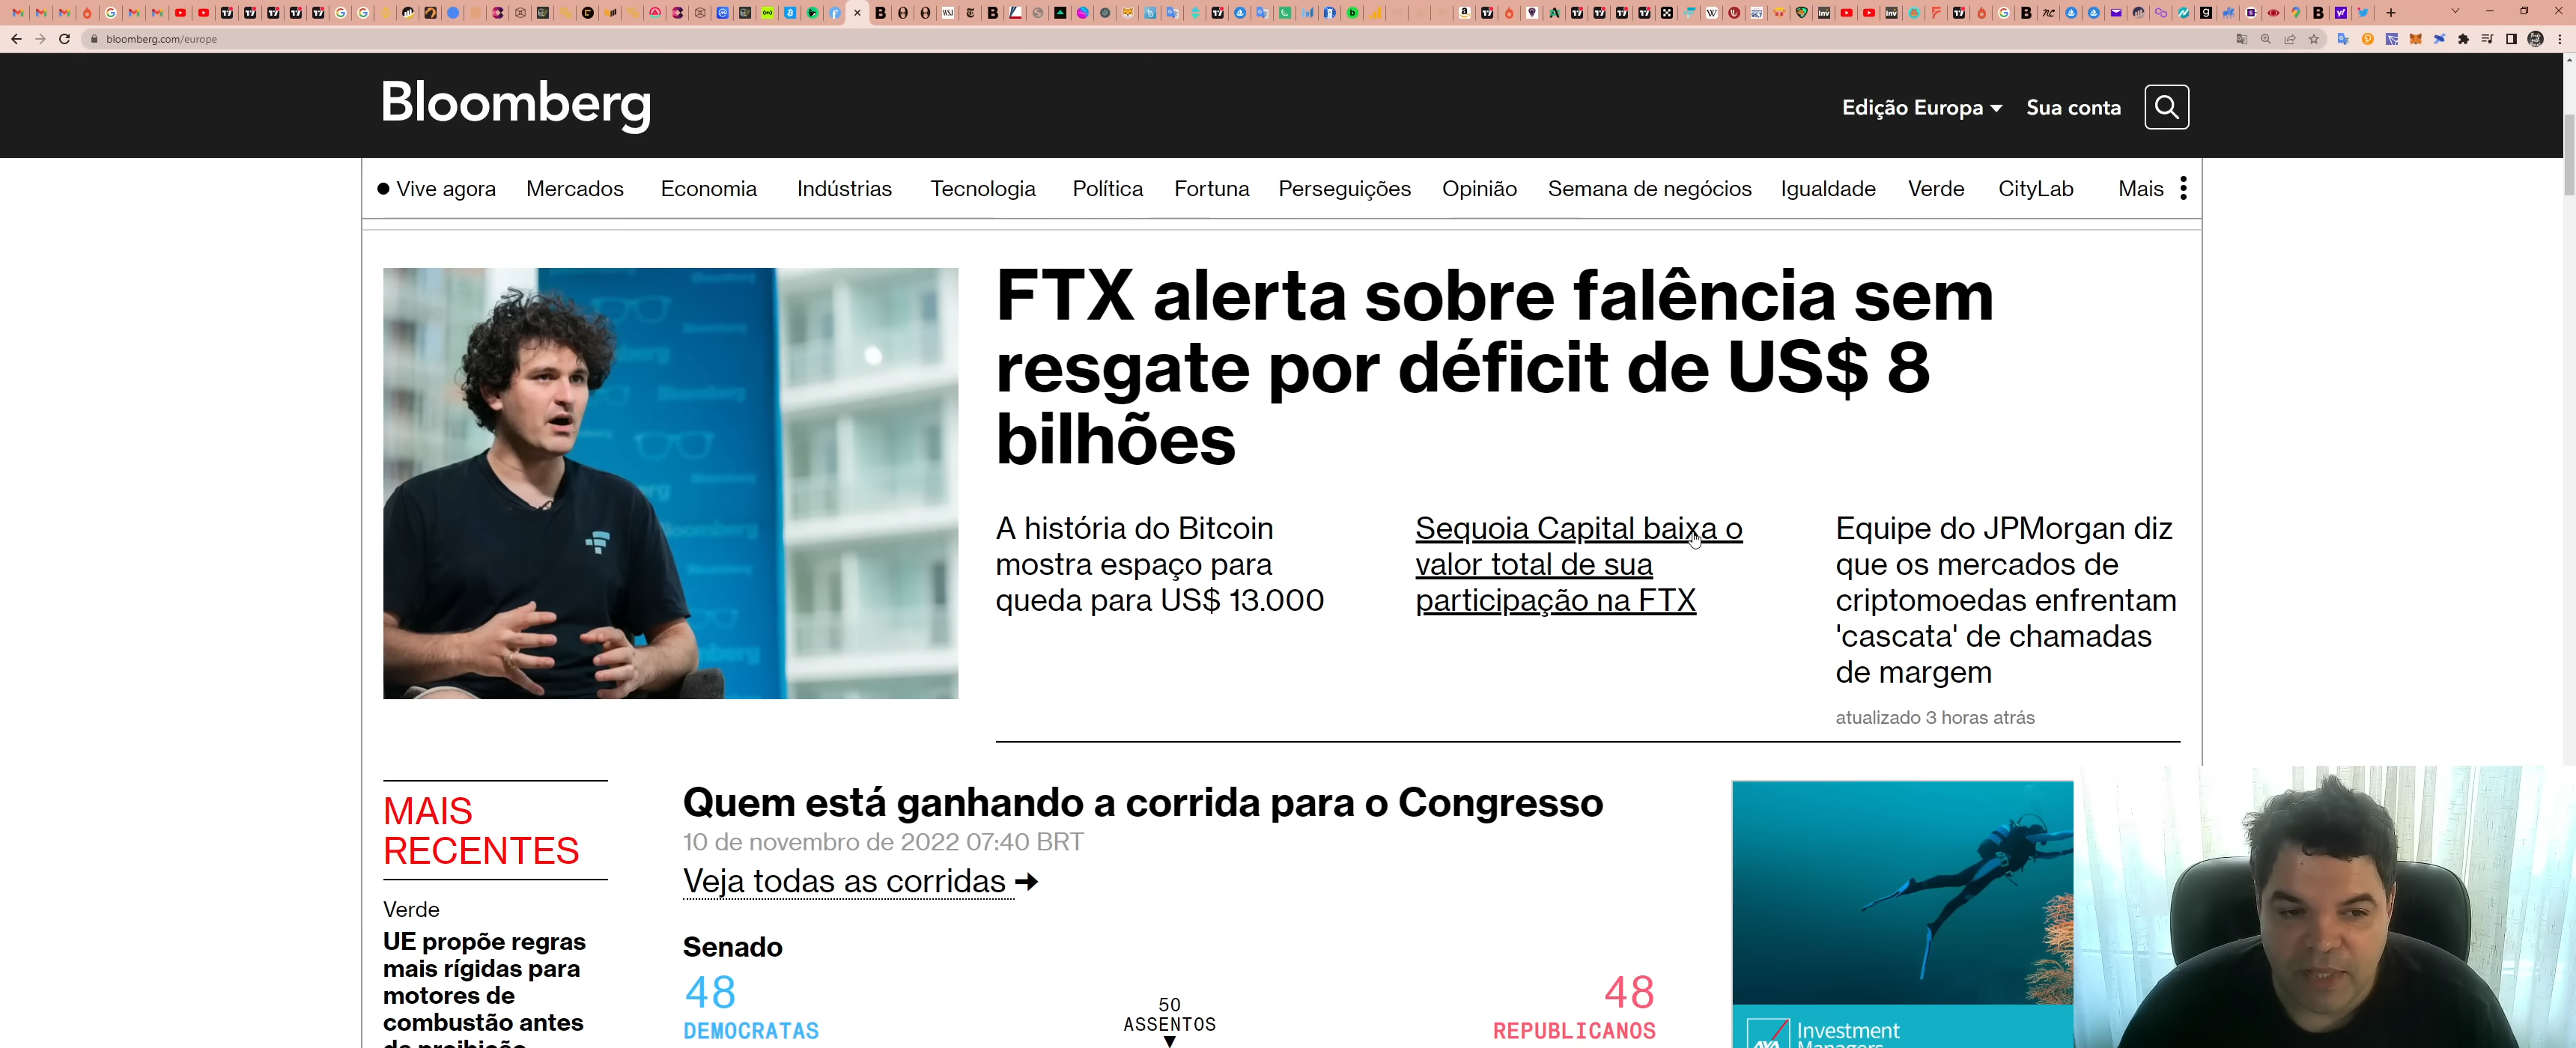 bloomberg.com/europe
Bloomberg
Edição Europa
Sua conta
Vive agora
Mercados
Economia
Indústrias
Tecnologia
Política
Fortuna
Perseguições
Opinião
Semana de negócios
Igualdade
Verde
CityLab
Mais
FTX alerta sobre falência sem
resgate por déficit de US$ 8
bilhões
A história do Bitcoin
mostra espaço para
queda para US$ 13.000
Sequoia Capital baixa o
valor total de sua
participação na FTX
Equipe do JPMorgan diz
que os mercados de
criptomoedas enfrentam
'cascata' de chamadas
de margem
atualizado 3 horas atrás
MAIS
RECENTES
Verde
UE propõe regras
mais rígidas para
motores de
combustão antes
da proibição
Quem está ganhando a corrida para o Congresso
10 de novembro de 2022 07:40 BRT
Veja todas as corridas →
Senado
48
DEMOCRATAS
50
ASSENTOS
48
REPUBLICANOS
AXA
Investment
Managers